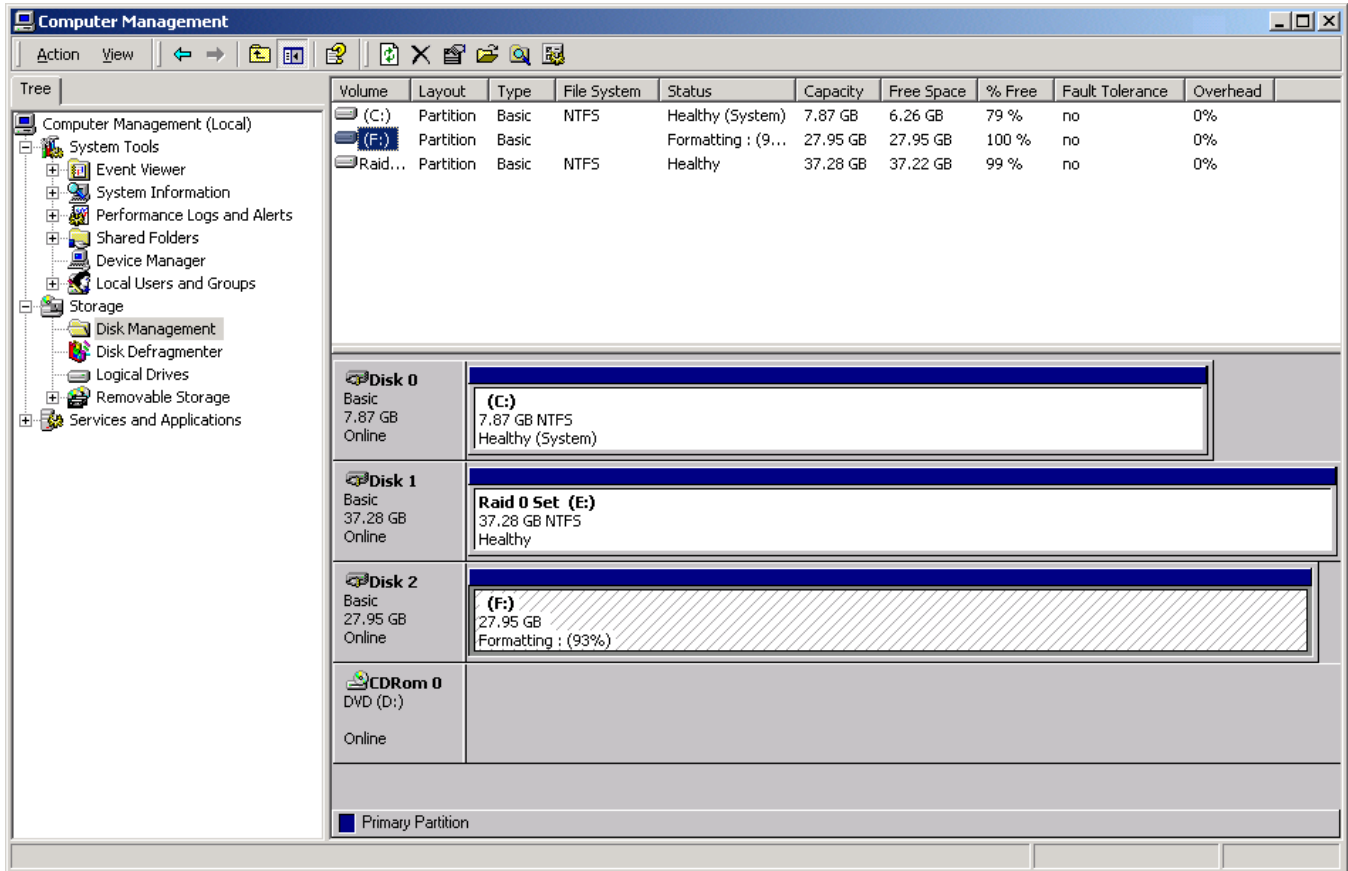 Computer Management
Action View
Tree
Computer Management (Local)
System Tools
Event Viewer
System Information
Performance Logs and Alerts
Shared Folders
Device Manager
Local Users and Groups
Storage
Disk Management
Disk Defragmenter
Logical Drives
Removable Storage
Services and Applications
Volume Layout Type File System Status Capacity Free Space % Free Fault Tolerance Overhead
(C:) Partition Basic NTFS Healthy (System) 7.87 GB 6.26 GB 79 % no 0%
(F:) Partition Basic Formatting : (9... 27.95 GB 27.95 GB 100 % no 0%
Raid... Partition Basic NTFS Healthy 37.28 GB 37.22 GB 99 % no 0%
Disk 0
Basic
7.87 GB
Online
(C:)
7.87 GB NTFS
Healthy (System)
Disk 1
Basic
37.28 GB
Online
Raid 0 Set (E:)
37.28 GB NTFS
Healthy
Disk 2
Basic
27.95 GB
Online
(F:)
27.95 GB
Formatting : (93%)
CDRom 0
DVD (D:)
Online
Primary Partition